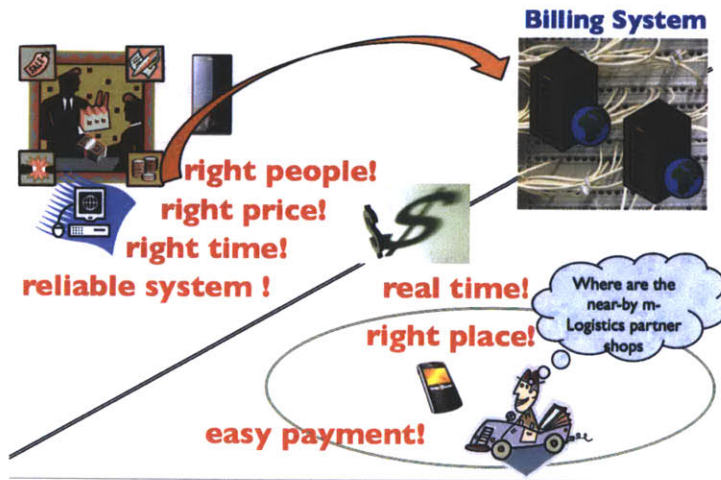 Billing System
right people!
right price!
right time!
reliable system !
real time!
right place!
easy payment!
Where are the
near-by m-
Logistics partner
shops